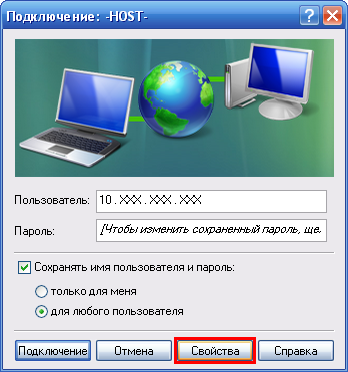 Подключение: -HOST-
Пользователь: 10.XXX.XXX.XXX
Пароль: [Чтобы изменить сохраненный пароль, ще.
Сохранять имя пользователя и пароль:
только для меня
для любого пользователя
Подключение Отмена Свойства Справка